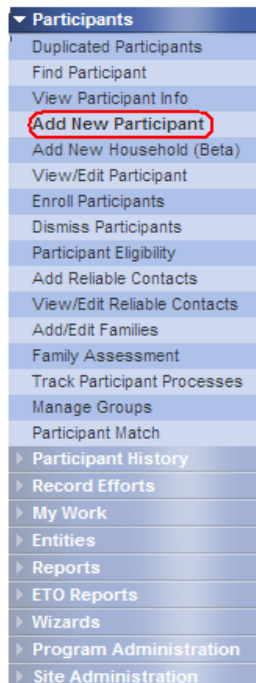 Participants
Duplicated Participants
Find Participant
View Participant Info
Add New Participant
Add New Household (Beta)
View/Edit Participant
Enroll Participants
Dismiss Participants
Participant Eligibility
Add Reliable Contacts
View/Edit Reliable Contacts
Add/Edit Families
Family Assessment
Track Participant Processes
Manage Groups
Participant Match
Participant History
Record Efforts
My Work
Entities
Reports
ETO Reports
Wizards
Program Administration
Site Administration